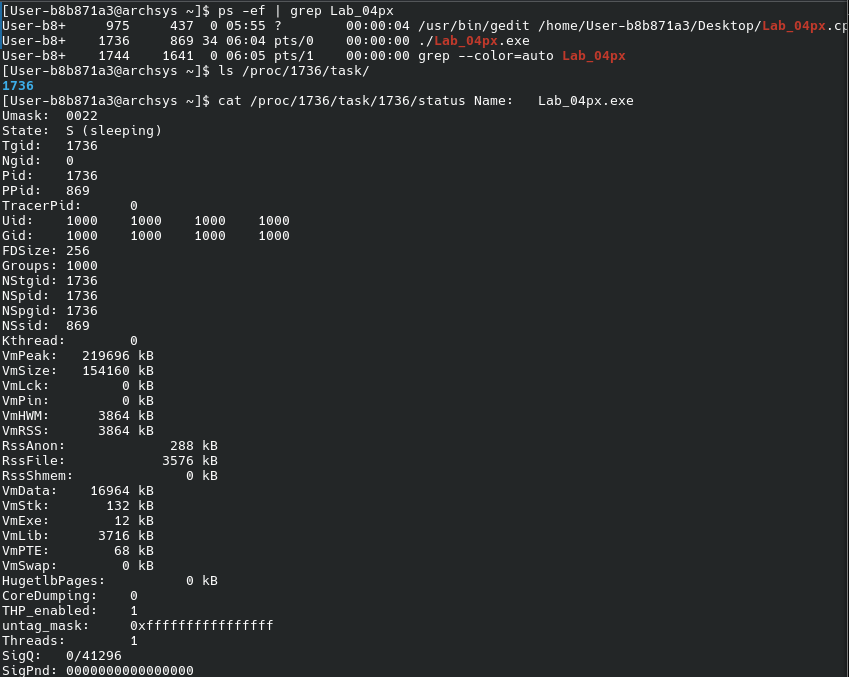 [User-b8b871a3@archsys ~]$ ps -ef | grep Lab_04px
User-b8+     975     437  0 05:55 ?        00:00:04 /usr/bin/gedit /home/User-b8b871a3/Desktop/Lab_04px.cp
User-b8+    1736     869 34 06:04 pts/0    00:00:00 ./Lab_04px.exe
User-b8+    1744    1641  0 06:05 pts/1    00:00:00 grep --color=auto Lab_04px
[User-b8b871a3@archsys ~]$ ls /proc/1736/task/
1736
[User-b8b871a3@archsys ~]$ cat /proc/1736/task/1736/status Name:   Lab_04px.exe
Umask:  0022
State:  S (sleeping)
Tgid:   1736
Ngid:   0
Pid:    1736
PPid:   869
TracerPid:      0
Uid:    1000    1000    1000    1000
Gid:    1000    1000    1000    1000
FDSize: 256
Groups: 1000
NStgid: 1736
NSpid:  1736
NSpgid: 1736
NSsid:  869
Kthread:        0
VmPeak:   219696 kB
VmSize:   154160 kB
VmLck:         0 kB
VmPin:         0 kB
VmHWM:      3864 kB
VmRSS:      3864 kB
RssAnon:             288 kB
RssFile:            3576 kB
RssShmem:              0 kB
VmData:    16964 kB
VmStk:       132 kB
VmExe:        12 kB
VmLib:      3716 kB
VmPTE:        68 kB
VmSwap:        0 kB
HugetlbPages:          0 kB
CoreDumping:    0
THP_enabled:    1
untag_mask:     0xffffffffffffffff
Threads:        1
SigQ:   0/41296
SigPnd: 0000000000000000